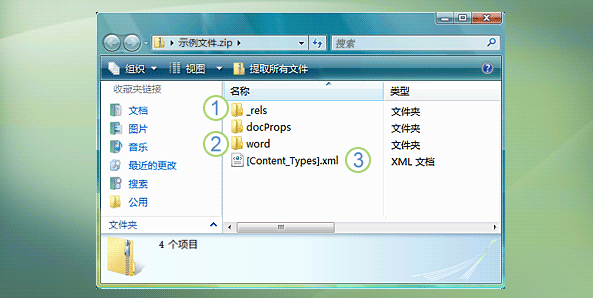 示例文件.zip
搜索
组织 视图 提取所有文件
收藏夹链接
文档
图片
音乐
最近的更改
搜索
公用
文件夹
名称 类型
1 _rels 文件夹
docProps 文件夹
2 word 文件夹
[Content_Types].xml 3 XML 文档
4 个项目